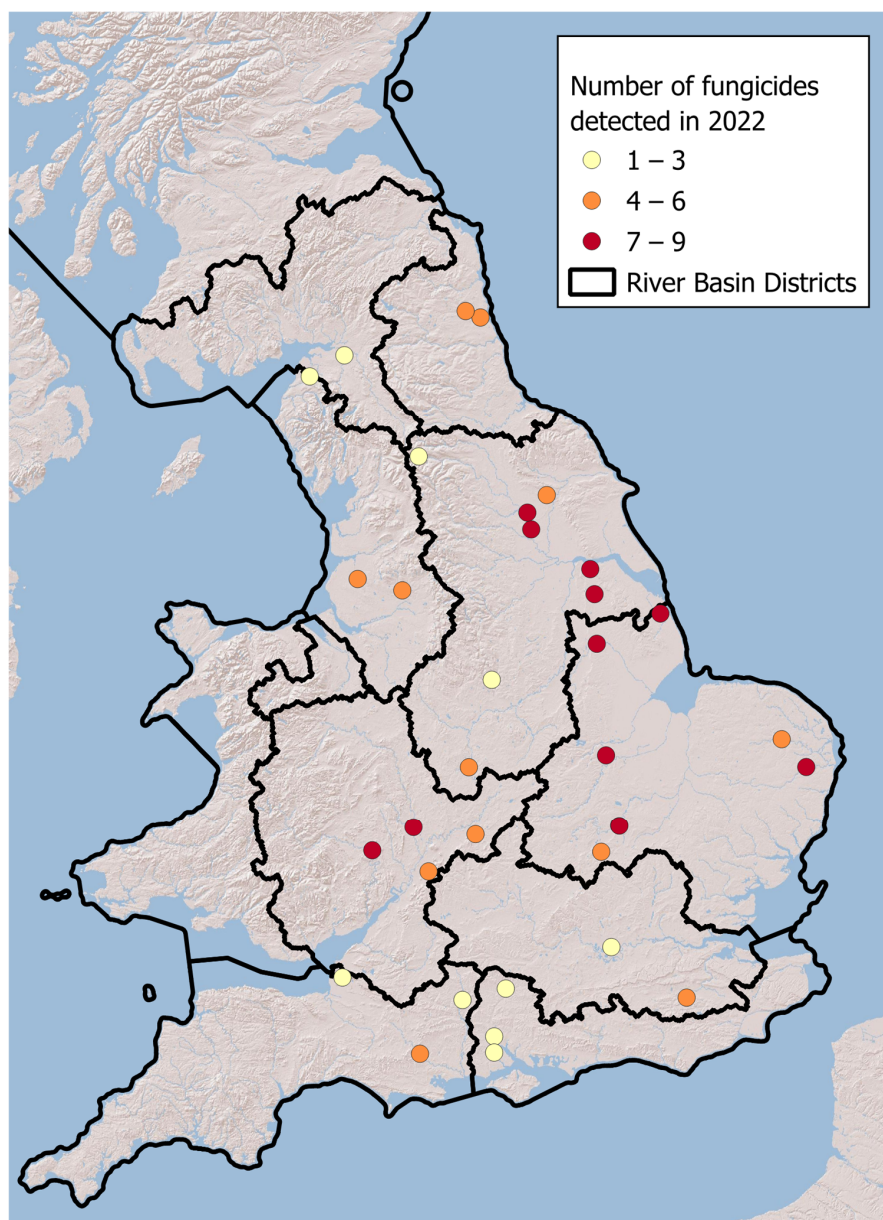 Number of fungicides
detected in 2022
1 – 3
4 – 6
7 – 9
River Basin Districts